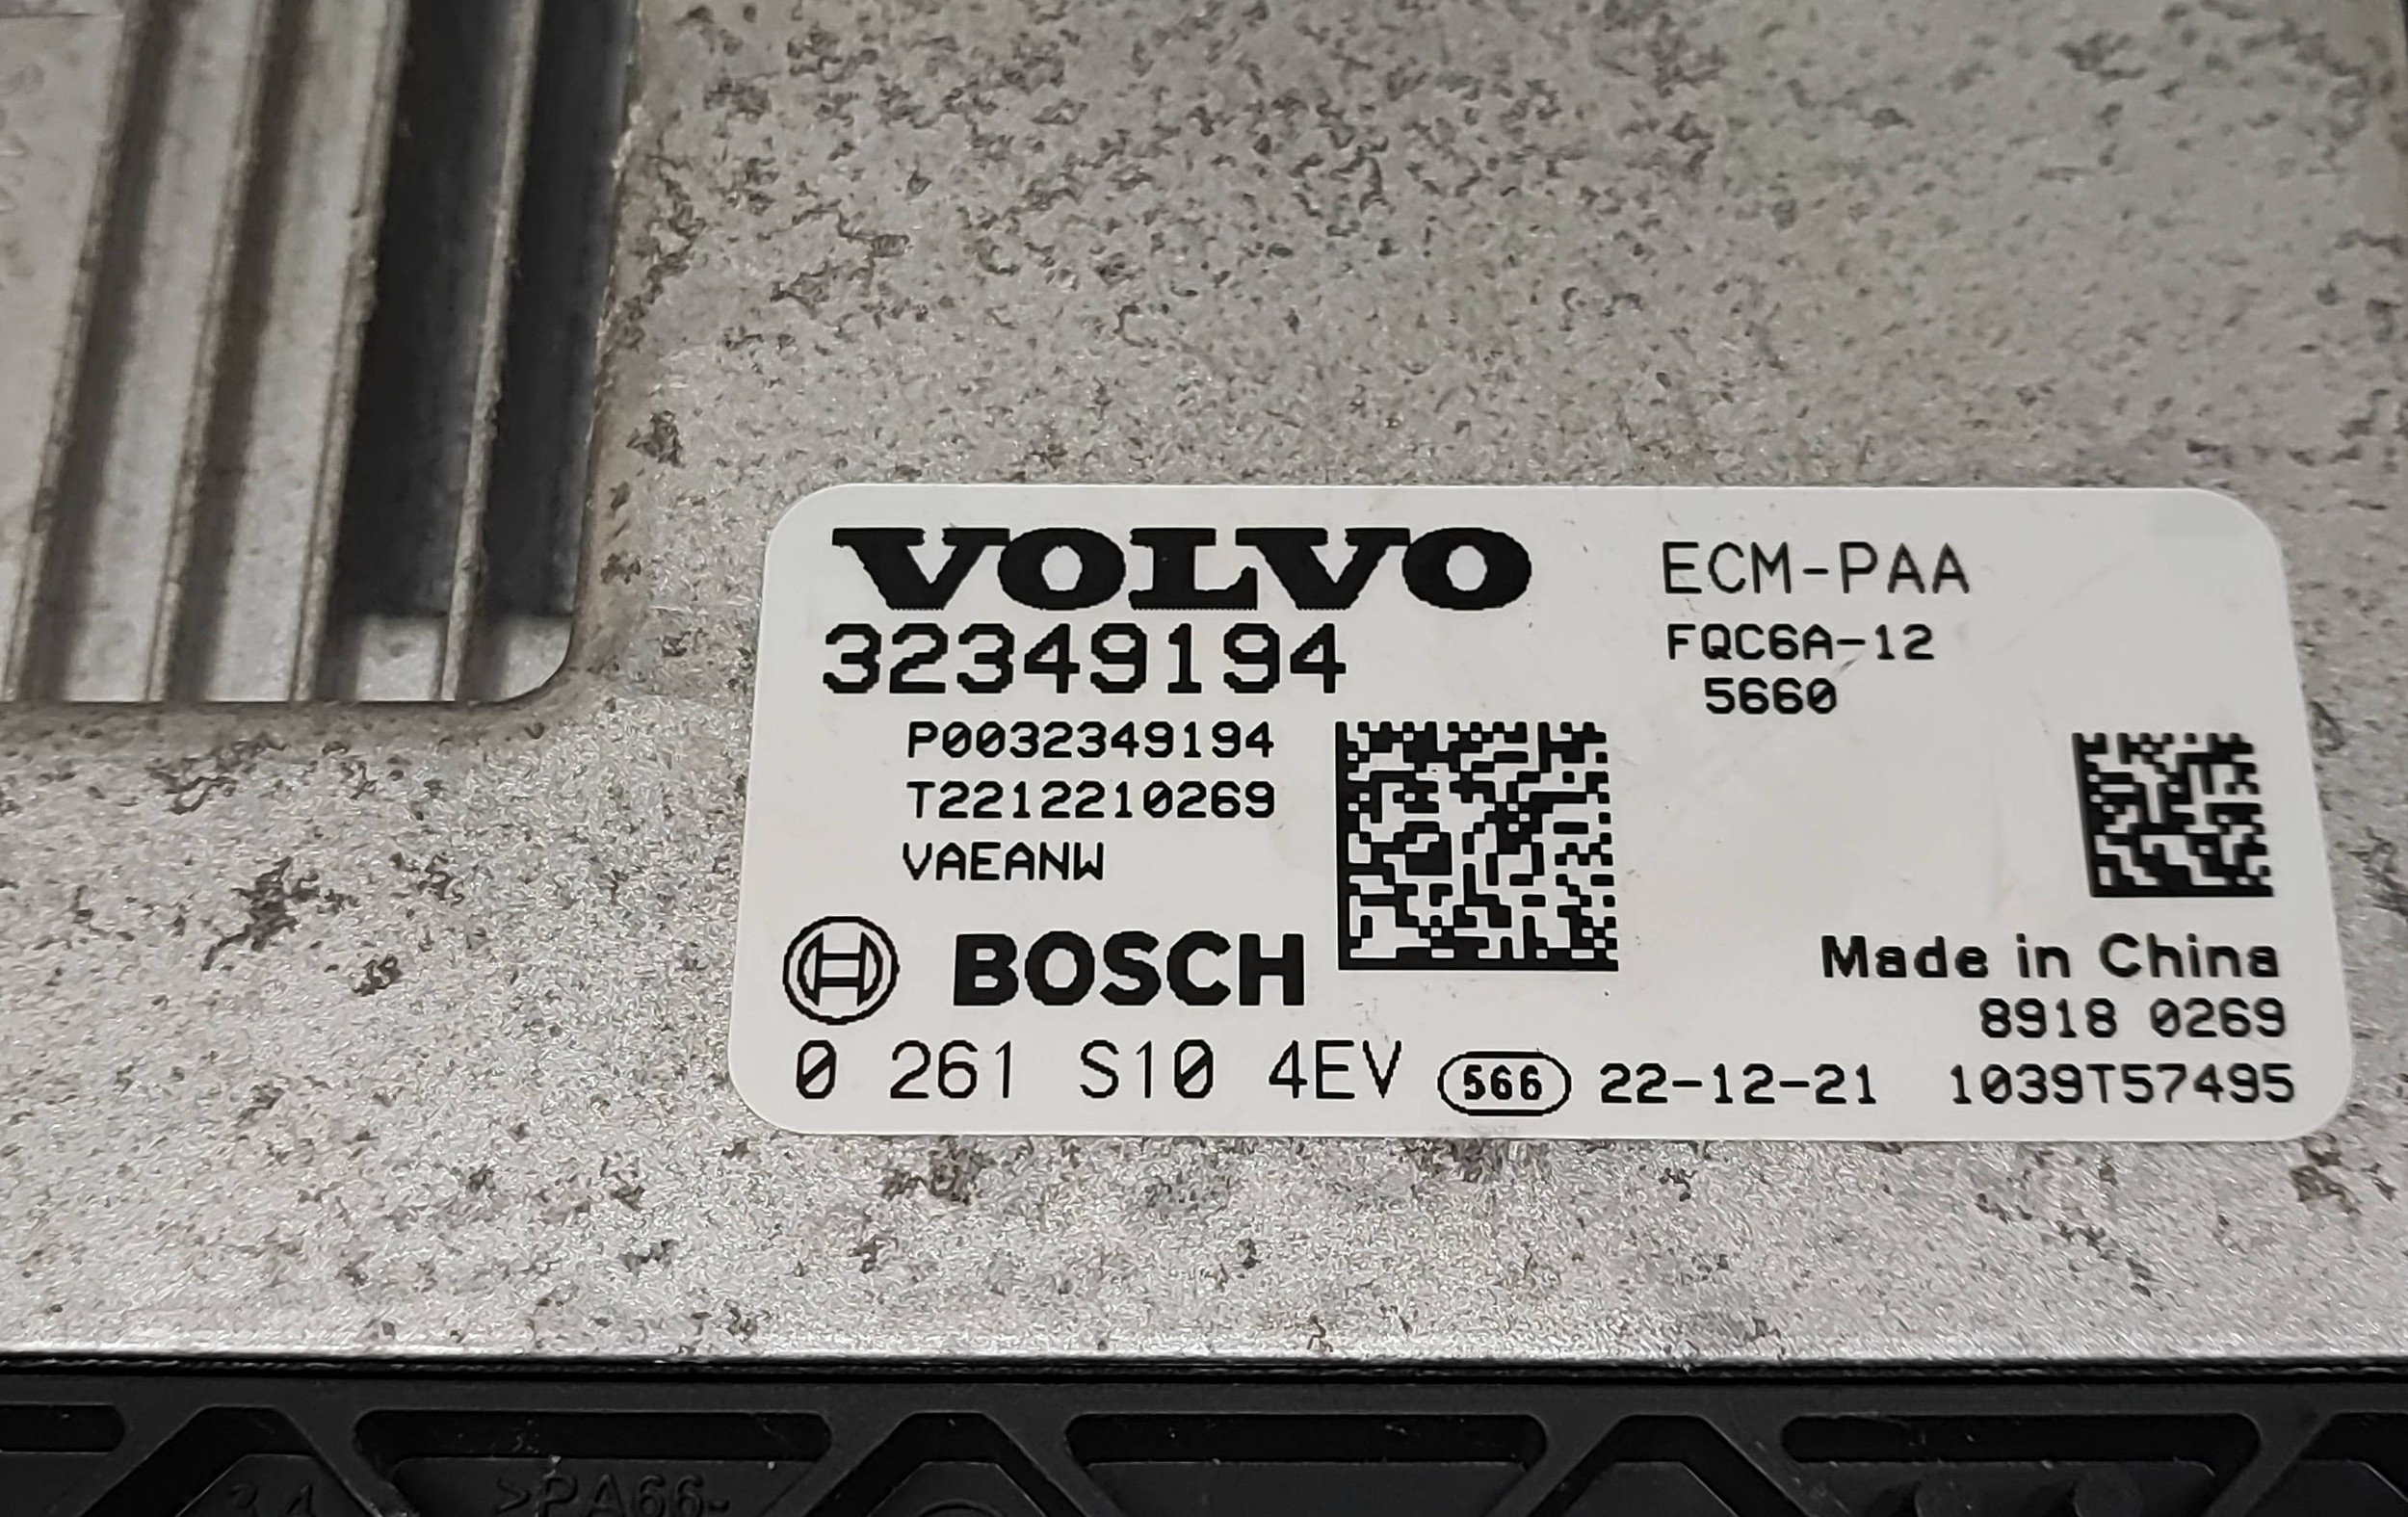 VOLVO
ECM-PAA
32349194
FQC6A-12
5660
P0032349194
T2212210269
VAEANW
BOSCH
Made in China
8918 0269
0 261 S10 4EV 566 22-12-21 1039T57495
>PA66-